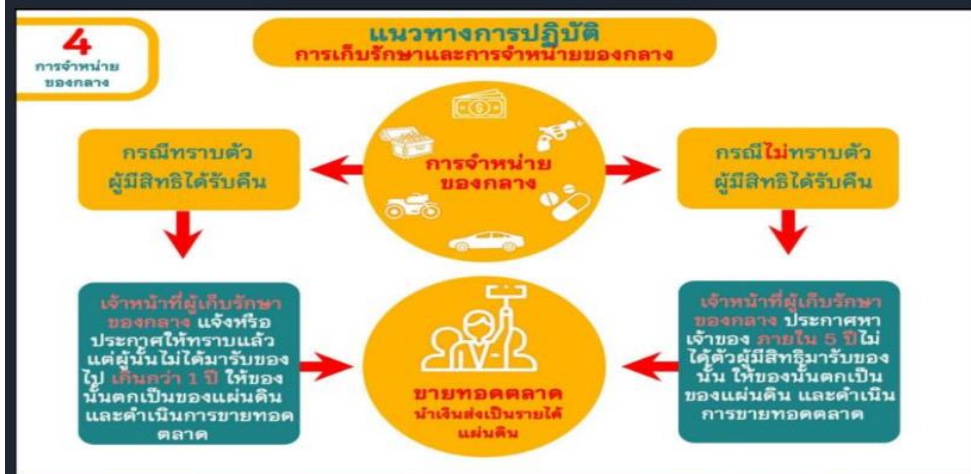 4
การจำหน่าย
ของกลาง
แนวทางการปฏิบัติ
การเก็บรักษาและการจำหน่ายของกลาง
กรณีทราบตัว
ผู้มีสิทธิได้รับคืน
การจำหน่าย
ของกลาง
กรณีไม่ทราบตัว
ผู้มีสิทธิได้รับคืน
เจ้าหน้าที่ผู้เก็บรักษา
ของกลาง แจ้งหรือ
ประกาศให้ทราบแล้ว
แต่ผู้นั้นไม่ได้มารับของ
ไป เกินกว่า 1 ปี ให้ของ
นั้นตกเป็นของแผ่นดิน
และดำเนินการขายทอด
ตลาด
ขายทอดตลาด
นำเงินส่งเป็นรายได้
แผ่นดิน
เจ้าหน้าที่ผู้เก็บรักษา
ของกลาง ประกาศหา
เจ้าของ ภายใน 5 ปีไม่
ได้ตัวผู้มีสิทธิมารับของ
นั้น ให้ของนั้นตกเป็น
ของแผ่นดิน และดำเนิน
การขายทอดตลาด